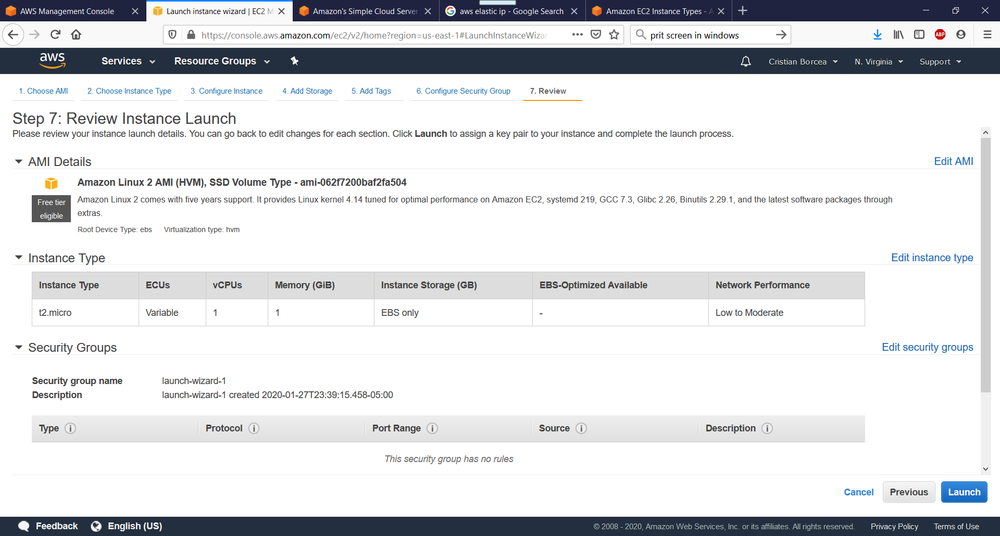 AWS Management Console
Launch instance wizard | EC2 M
Amazon's Simple Cloud Server
aws elastic ip - Google Search
Amazon EC2 Instance Types - A
https://console.aws.amazon.com/ec2/v2/home?region=us-east-1#LaunchInstanceWizar
prit screen in windows
ABP
aws
Services
Resource Groups
Cristian Borcea
N. Virginia
Support
1. Choose AMI
2. Choose Instance Type
3. Configure Instance
4. Add Storage
5. Add Tags
6. Configure Security Group
7. Review
Step 7: Review Instance Launch
Please review your instance launch details. You can go back to edit changes for each section. Click Launch to assign a key pair to your instance and complete the launch process.
AMI Details
Edit AMI
Amazon Linux 2 AMI (HVM), SSD Volume Type - ami-062f7200baf2fa504
Free tier
eligible
Amazon Linux 2 comes with five years support. It provides Linux kernel 4.14 tuned for optimal performance on Amazon EC2, systemd 219, GCC 7.3, Glibc 2.26, Binutils 2.29.1, and the latest software packages through
extras.
Root Device Type: ebs Virtualization type: hvm
Instance Type
Edit instance type
Instance Type ECUs vCPUs Memory (GiB) Instance Storage (GB) EBS-Optimized Available Network Performance
t2.micro Variable 1 1 EBS only - Low to Moderate
Security Groups
Edit security groups
Security group name launch-wizard-1
Description launch-wizard-1 created 2020-01-27T23:39:15.458-05:00
Type Protocol Port Range Source Description
This security group has no rules
Cancel
Previous
Launch
Feedback
English (US)
© 2008 - 2020, Amazon Web Services, Inc. or its affiliates. All rights reserved.
Privacy Policy
Terms of Use